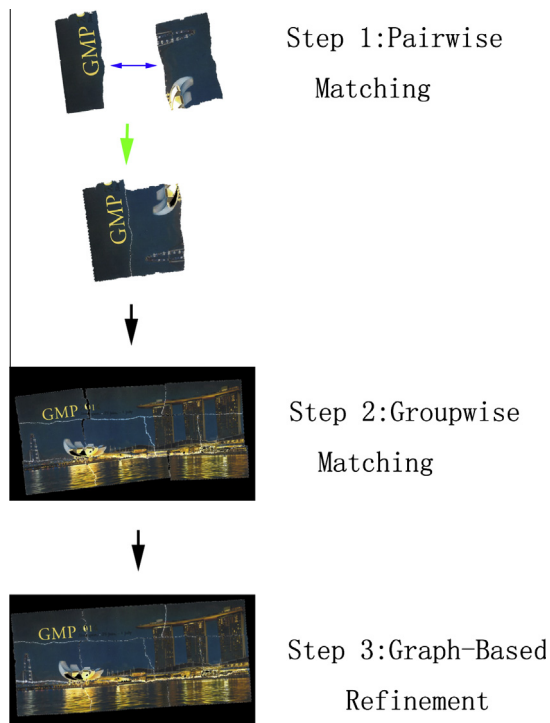 GMP
Step 1:Pairwise
Matching
GMP
GMP
Step 2:Groupwise
Matching
GMP
Step 3:Graph-Based
Refinement